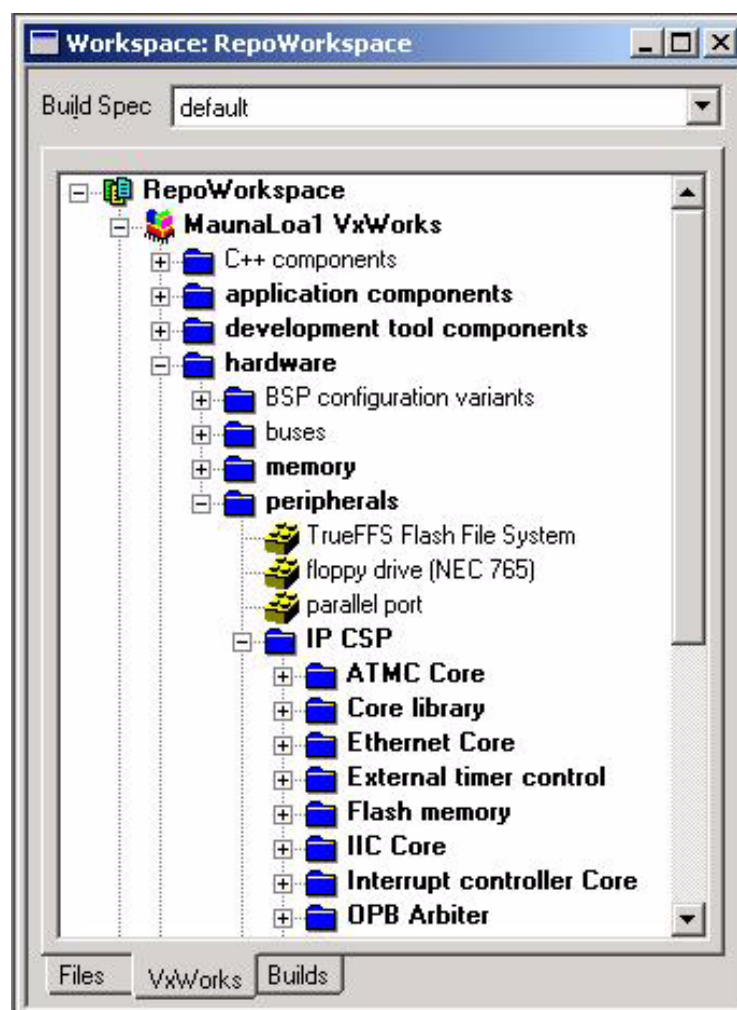 Workspace: RepoWorkspace
Build Spec default
RepoWorkspace
MaunaLoa1 VxWorks
C++ components
application components
development tool components
hardware
BSP configuration variants
buses
memory
peripherals
TrueFFS Flash File System
floppy drive (NEC 765)
parallel port
IP CSP
ATMC Core
Core library
Ethernet Core
External timer control
Flash memory
IIC Core
Interrupt controller Core
OPB Arbiter
Files VxWorks Builds